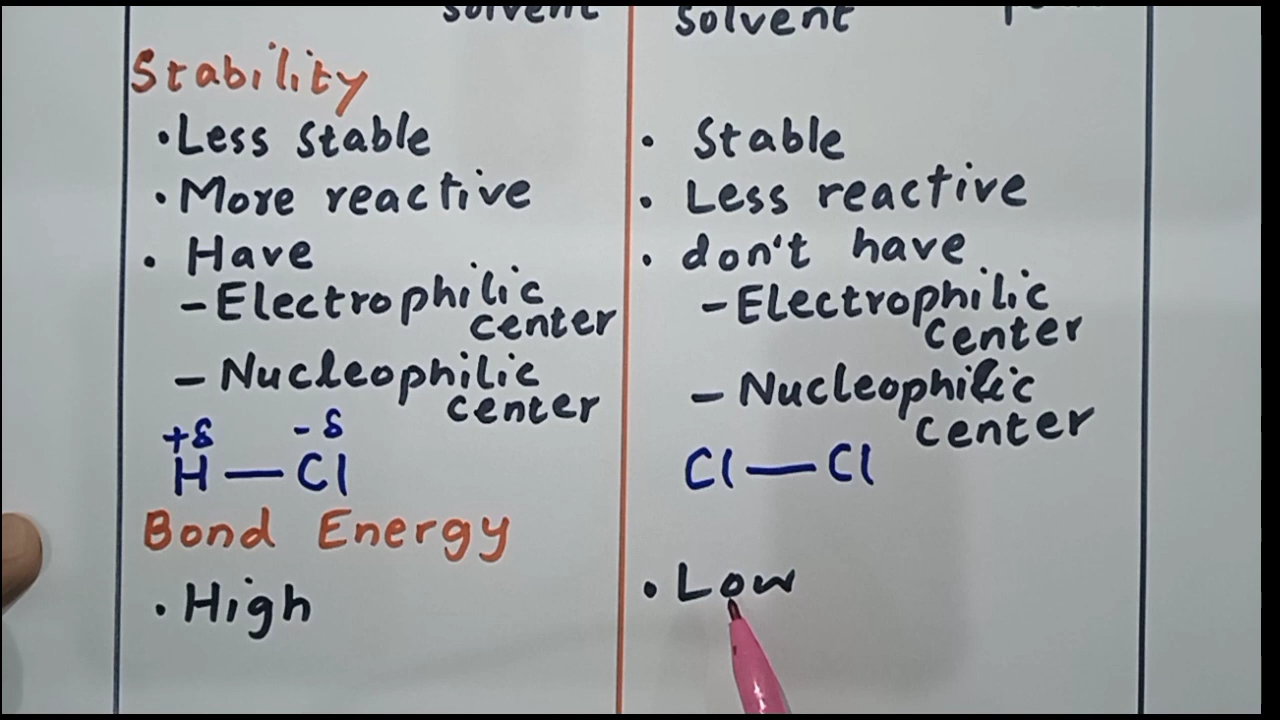 solvent
solvent
Stability
• Less stable
• More reactive
• Have
- Electrophilic
center
- Nucleophilic
center
+δ -δ
H — Cl
Bond Energy
• High
• Stable
• Less reactive
• don't have
- Electrophilic
center
- Nucleophilic
center
Cl — Cl
• Low